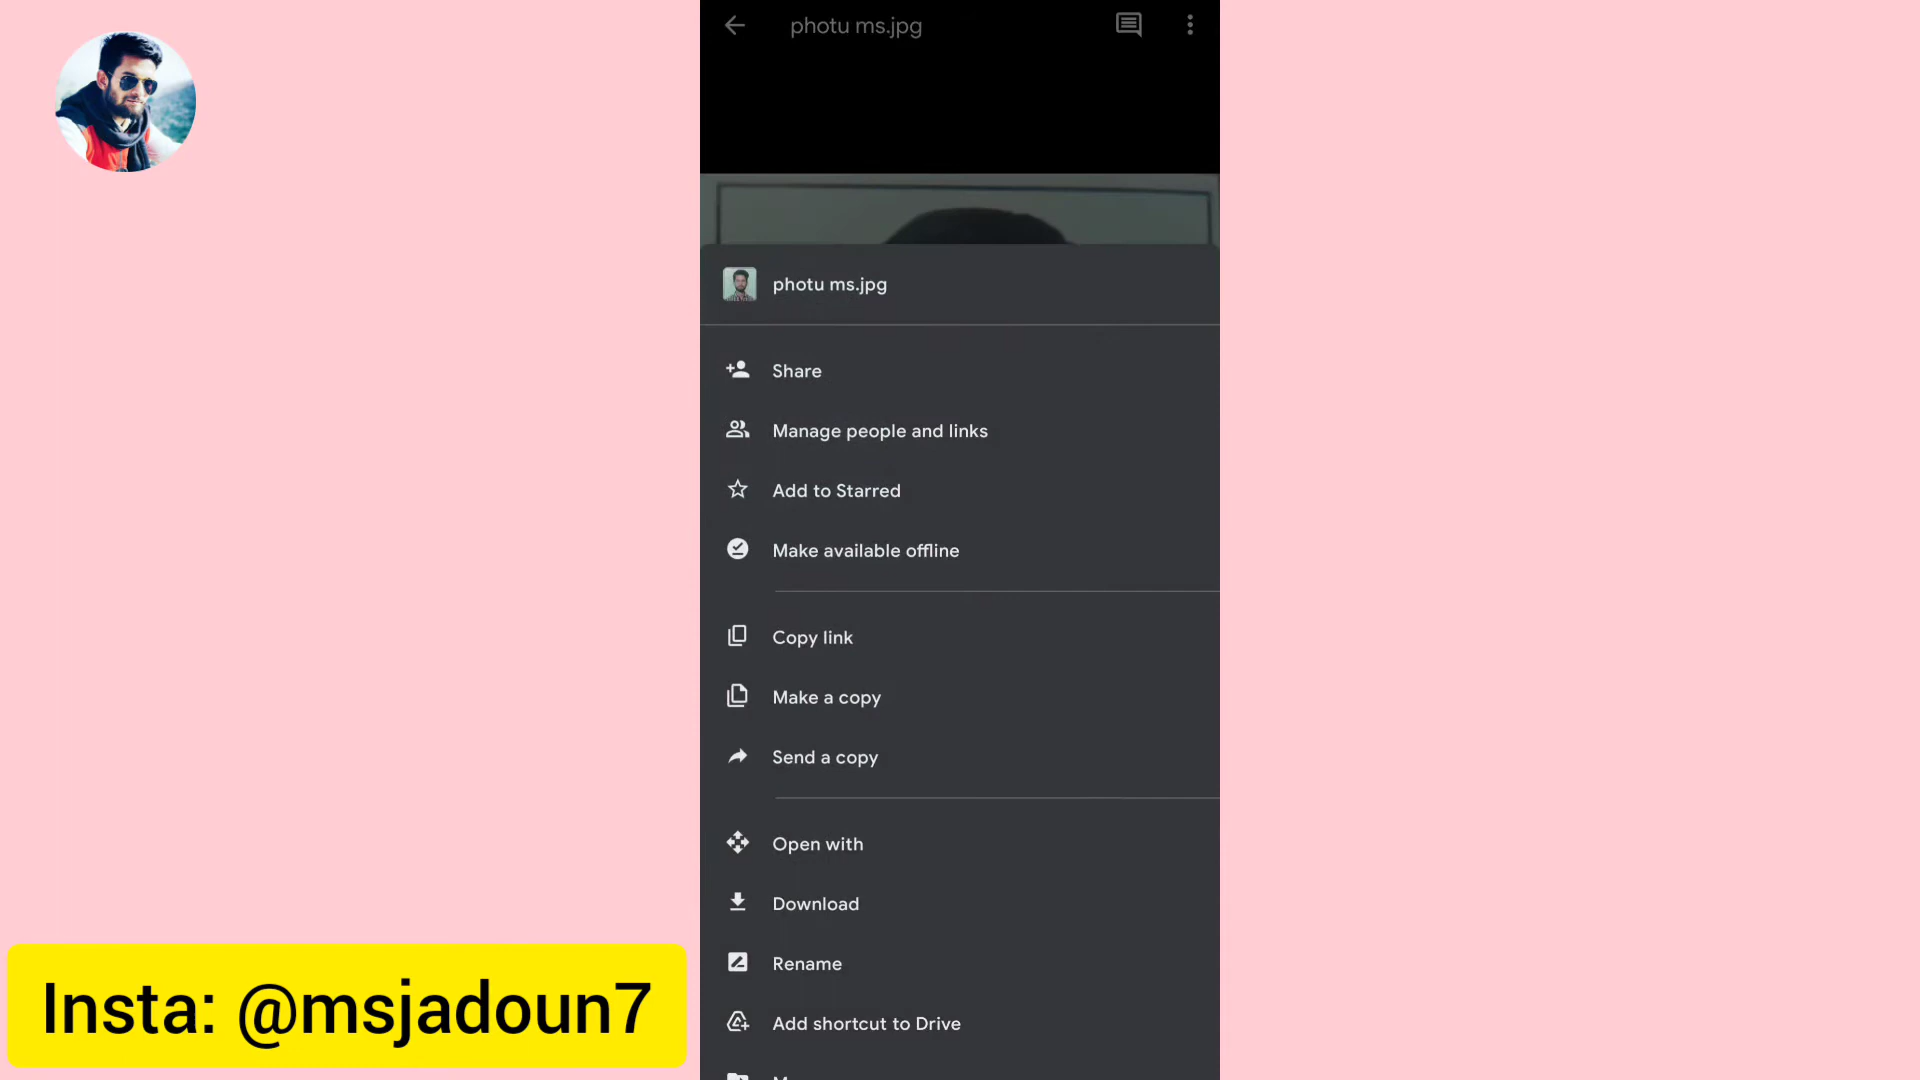 photu ms.jpg
photu ms.jpg
Share
Manage people and links
Add to Starred
Make available offline
Copy link
Make a copy
Send a copy
Open with
Download
Rename
Add shortcut to Drive
Insta: @msjadoun7